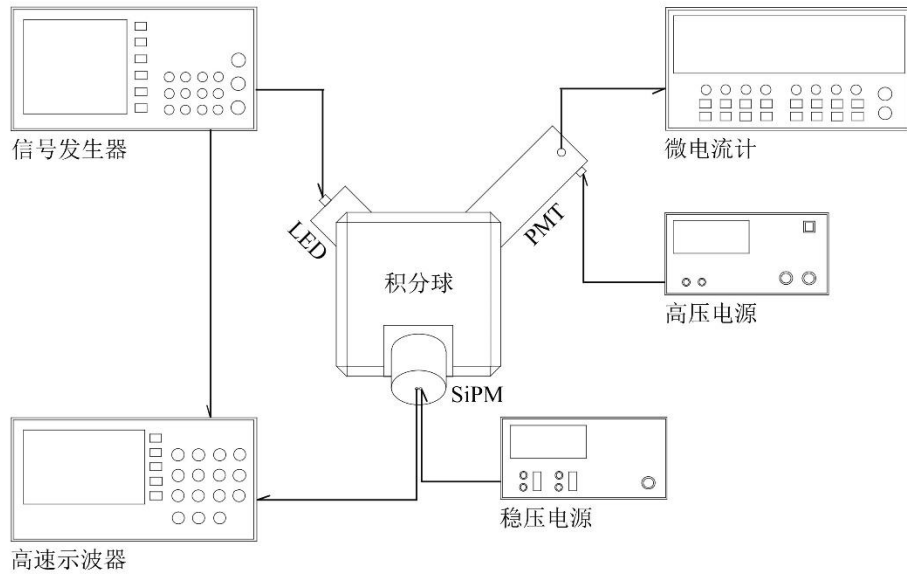 信号发生器
微电流计
LED
PMT
积分球
高压电源
SiPM
稳压电源
高速示波器